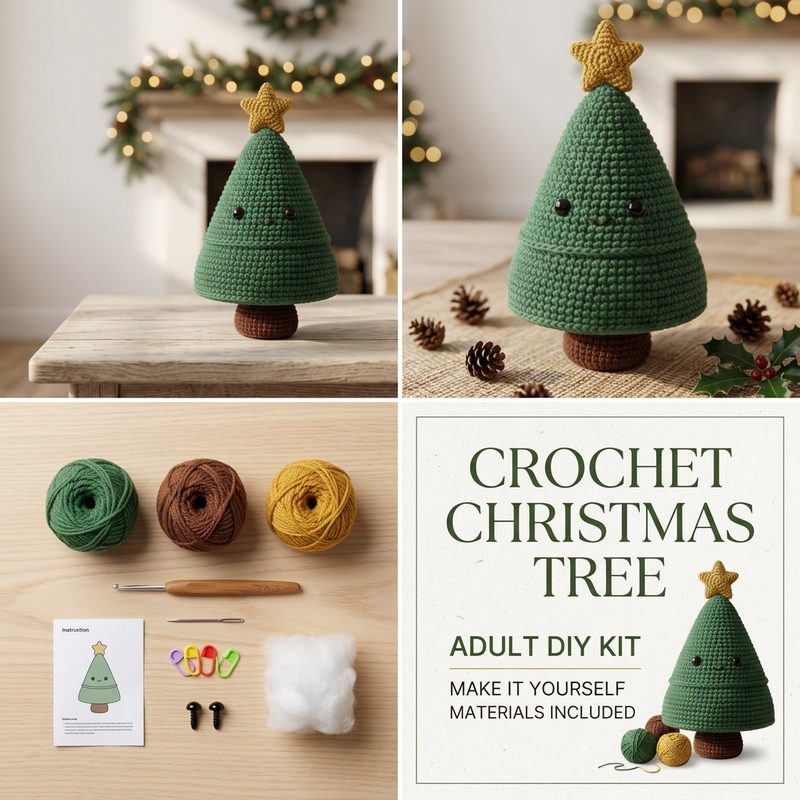 Instruction
CROCHET
CHRISTMAS
TREE
ADULT DIY KIT
MAKE IT YOURSELF
MATERIALS INCLUDED